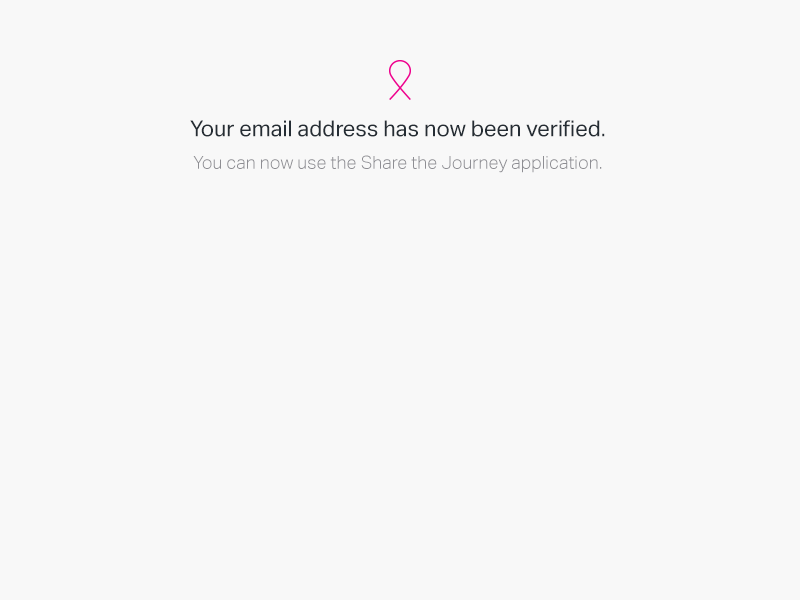 Your email address has now been verified.
You can now use the Share the Journey application.